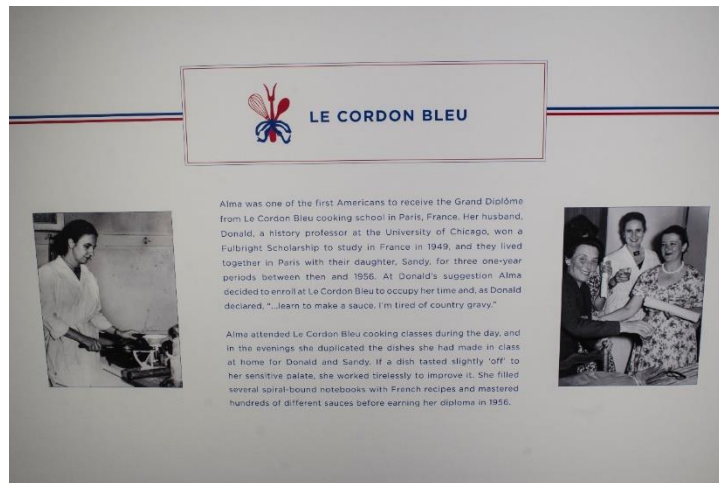 LE CORDON BLEU
Alma was one of the first Americans to receive the Grand Diplôme
from Le Cordon Bleu cooking school in Paris, France. Her husband,
Donald, a history professor at the University of Chicago, won a
Fulbright Scholarship to study in France in 1949, and they lived
together in Paris with their daughter, Sandy, for three one-year
periods between then and 1956. At Donald's suggestion Alma
decided to enroll at Le Cordon Bleu to occupy her time and, as Donald
declared, “...learn to make a sauce. I'm tired of country gravy.”
Alma attended Le Cordon Bleu cooking classes during the day, and
in the evenings she duplicated the dishes she had made in class
at home for Donald and Sandy. If a dish tasted slightly 'off' to
her sensitive palate, she worked tirelessly to improve it. She filled
several spiral-bound notebooks with French recipes and mastered
hundreds of different sauces before earning her diploma in 1956.